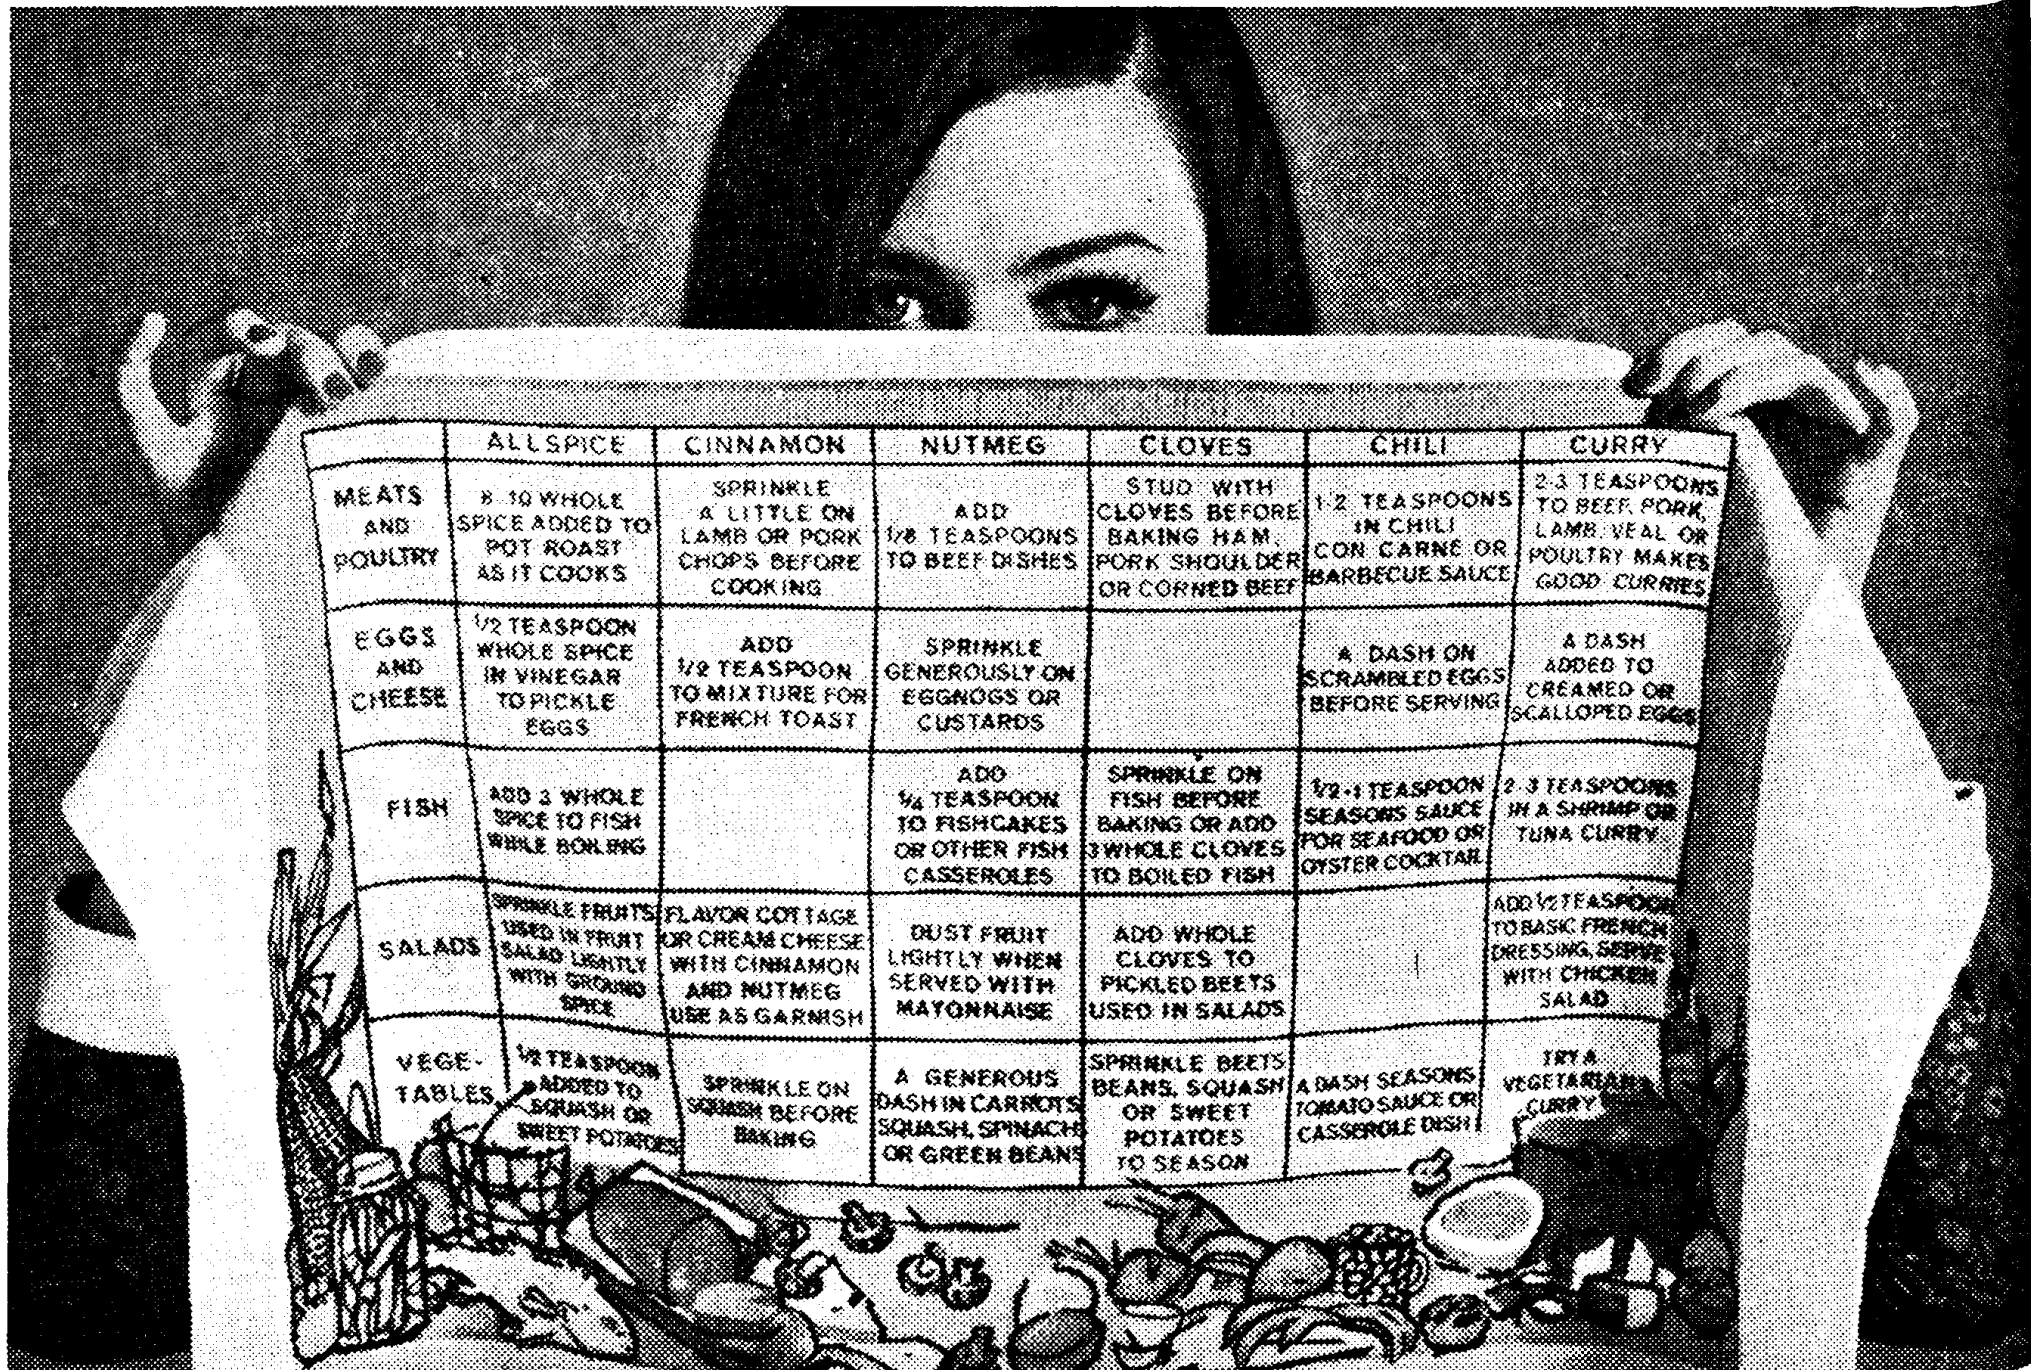 ALLSPICE CINNAMON NUTMEG CLOVES CHILI CURRY
MEATS
AND
POULTRY
8-10 WHOLE
SPICE ADDED TO
POT ROAST
AS IT COOKS
SPRINKLE
A LITTLE ON
LAMB OR PORK
CHOPS BEFORE
COOKING
ADD
1/8 TEASPOONS
TO BEEF DISHES
STUD WITH
CLOVES BEFORE
BAKING HAM,
PORK SHOULDER
OR CORNED BEEF
1-2 TEASPOONS
IN CHILI
CON CARNE OR
BARBECUE SAUCE
2-3 TEASPOONS
TO BEEF, PORK,
LAMB, VEAL OR
POULTRY MAKES
GOOD CURRIES
EGGS
AND
CHEESE
1/2 TEASPOON
WHOLE SPICE
IN VINEGAR
TO PICKLE
EGGS
ADD
1/2 TEASPOON
TO MIXTURE FOR
FRENCH TOAST
SPRINKLE
GENEROUSLY ON
EGGNOGS OR
CUSTARDS
A DASH ON
SCRAMBLED EGGS
BEFORE SERVING
A DASH
ADDED TO
CREAMED OR
SCALLOPED EGGS
FISH
ADD 3 WHOLE
SPICE TO FISH
WHILE BOILING
ADD
1/4 TEASPOON
TO FISHCAKES
OR OTHER FISH
CASSEROLES
SPRINKLE ON
FISH BEFORE
BAKING OR ADD
3 WHOLE CLOVES
TO BOILED FISH
1/2-1 TEASPOON
SEASONS SAUCE
FOR SEAFOOD OR
OYSTER COCKTAIL
2-3 TEASPOONS
IN A SHRIMP OR
TUNA CURRY
SALADS
SPRINKLE FRUITS
USED IN FRUIT
SALAD LIGHTLY
WITH GROUND
SPICE
FLAVOR COTTAGE
OR CREAM CHEESE
WITH CINNAMON
AND NUTMEG
USE AS GARNISH
DUST FRUIT
LIGHTLY WHEN
SERVED WITH
MAYONNAISE
ADD WHOLE
CLOVES TO
PICKLED BEETS
USED IN SALADS
ADD 1/2 TEASPOON
TO BASIC FRENCH
DRESSING, SERVE
WITH CHICKEN
SALAD
VEGE-
TABLES
1/2 TEASPOON
ADDED TO
SQUASH OR
SWEET POTATOES
SPRINKLE ON
SQUASH BEFORE
BAKING
A GENEROUS
DASH IN CARROTS
SQUASH, SPINACH
OR GREEN BEANS
SPRINKLE BEETS
BEANS, SQUASH
OR SWEET
POTATOES
TO SEASON
A DASH SEASONS
TOMATO SAUCE OR
CASSEROLE DISH
TRY A
VEGETARIAN
CURRY